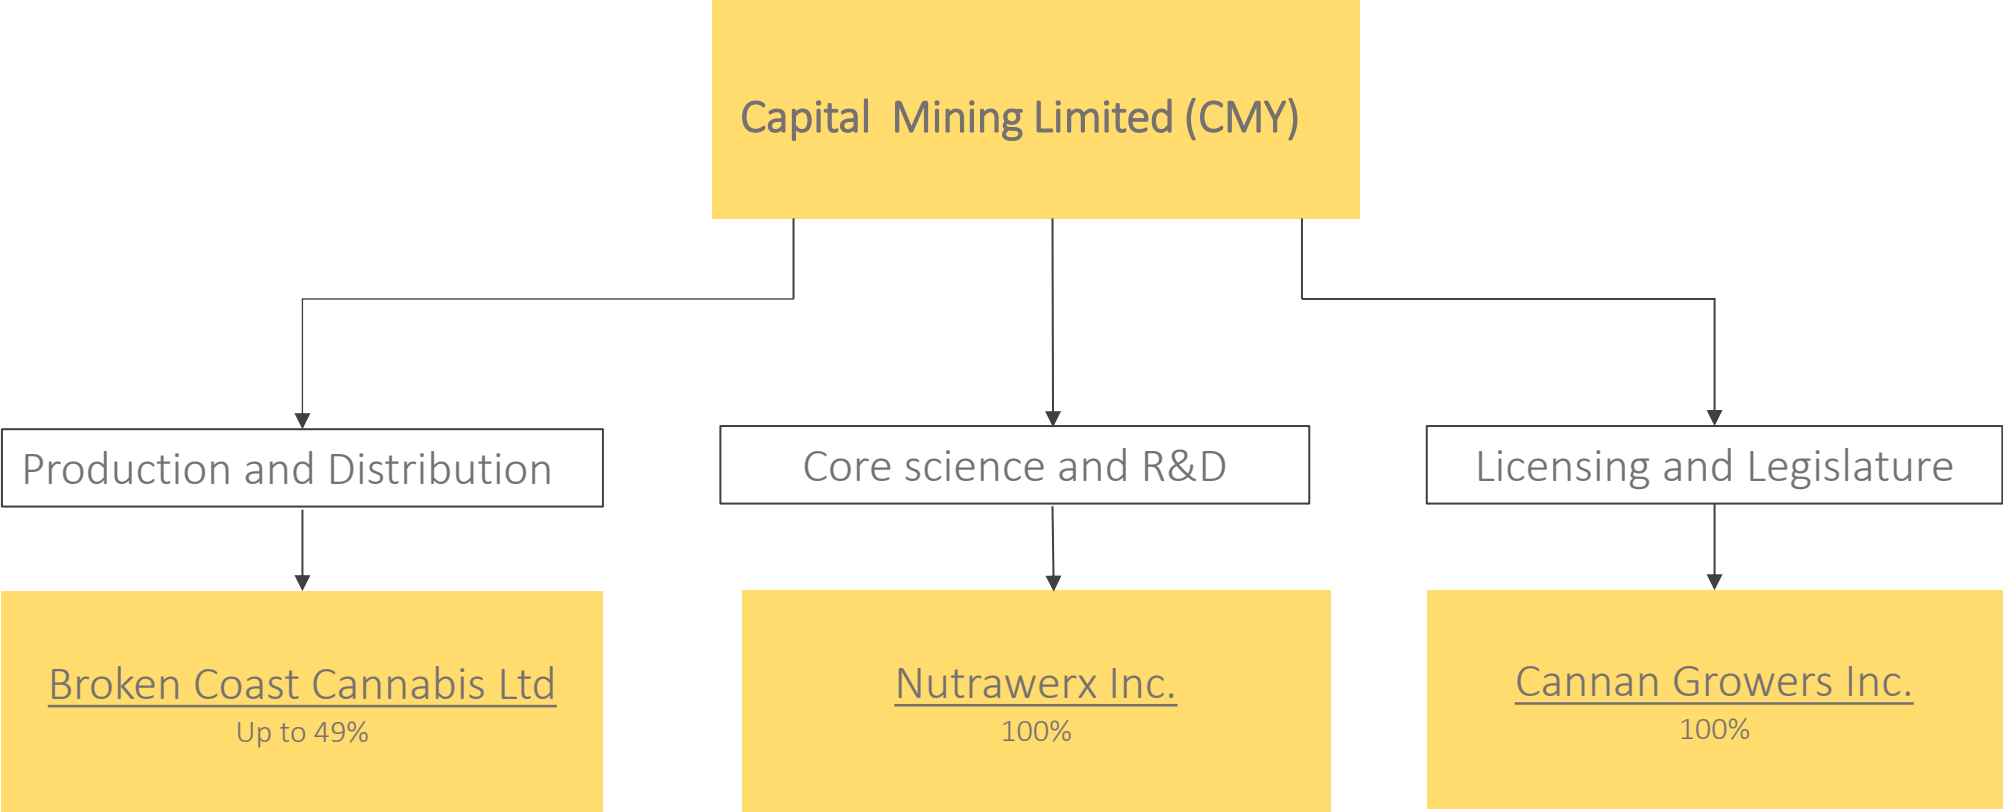 Capital Mining Limited (CMY)
Production and Distribution
Core science and R&D
Licensing and Legislature
Broken Coast Cannabis Ltd
Up to 49%
Nutrawerx Inc.
100%
Cannan Growers Inc.
100%